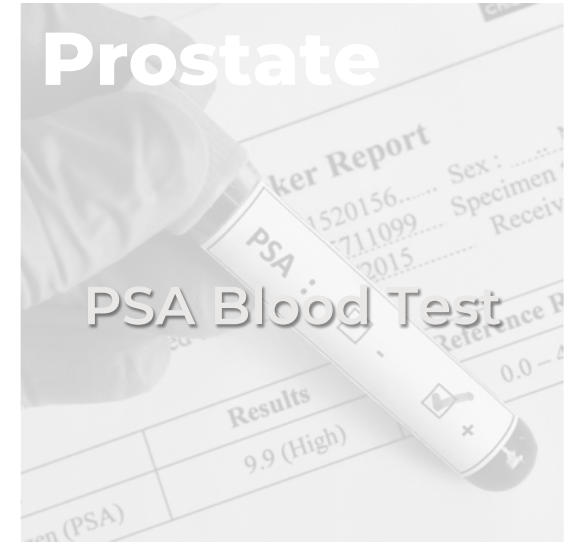 Prostate
ker Report
1520156...... Sex : ......
711099 Specimen
2015 Receiv
PSA :
PSA Blood Test
-
Reference R
0.0 –
Results
9.9 (High)
+
en (PSA)